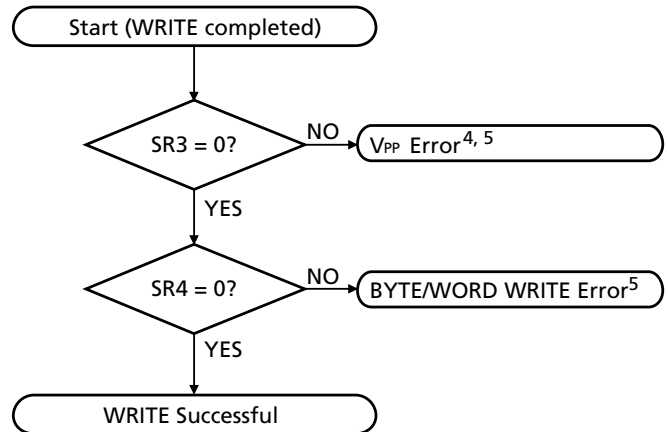 Start (WRITE completed)
SR3 = 0?
NO
VPP Error4, 5
YES
SR4 = 0?
NO
BYTE/WORD WRITE Error5
YES
WRITE Successful